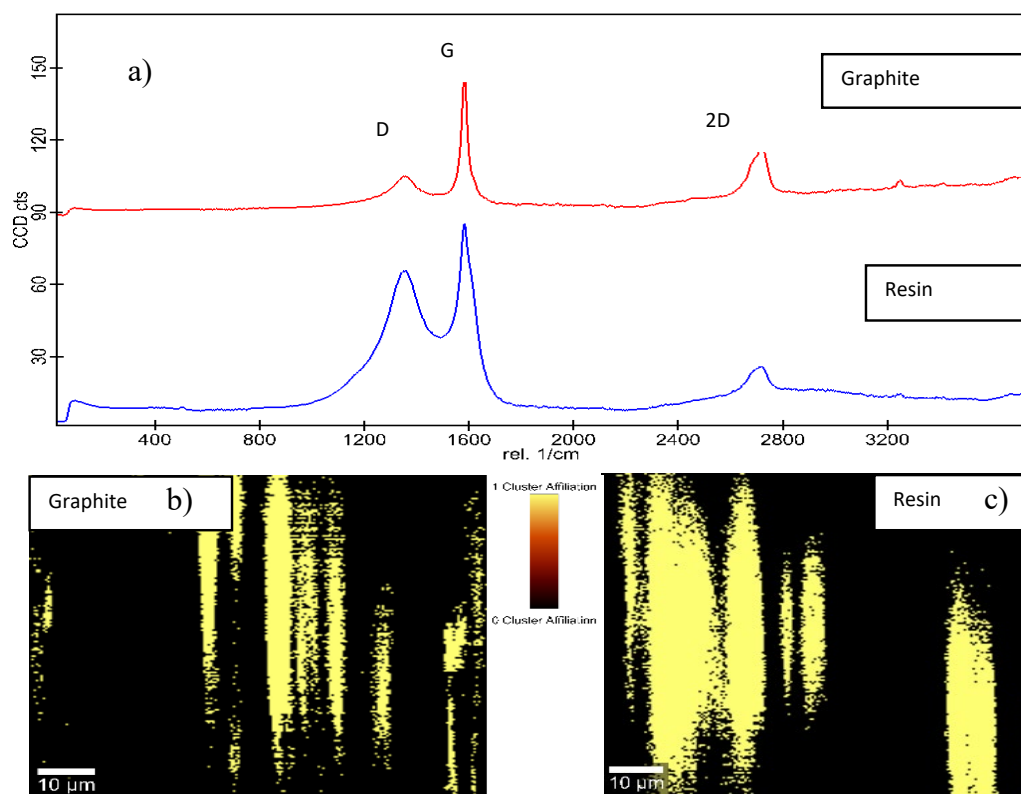 a)
G
Graphite
D
2D
Resin
CCD cts
150
120
90
60
30
400
800
1200
1600
2000
2400
2800
3200
rel. 1/cm
Graphite
b)
1 Cluster Affiliation
0 Cluster Affiliation
Resin
c)
10 µm
10 µm